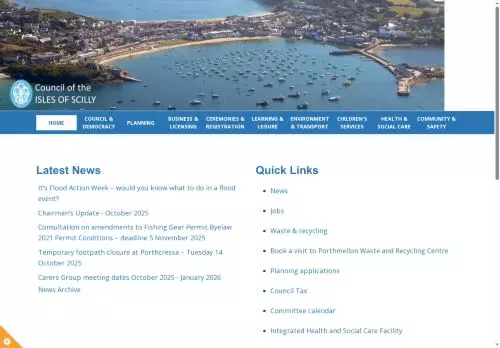 Council of the
ISLES OF SCILLY
HOME
COUNCIL &
DEMOCRACY
PLANNING
BUSINESS &
LICENSING
CEREMONIES &
REGISTRATION
LEARNING &
LEISURE
ENVIRONMENT
& TRANSPORT
CHILDREN'S
SERVICES
HEALTH &
SOCIAL CARE
COMMUNITY &
SAFETY
Latest News
It's Flood Action Week – would you know what to do in a flood
event?
Chairman's Update - October 2025
Consultation on amendments to Fishing Gear Permit Byelaw
2021 Permit Conditions – deadline 5 November 2025
Temporary footpath closure at Porthcressa – Tuesday 14
October 2025
Carers Group meeting dates October 2025 - January 2026
News Archive
Quick Links
News
Jobs
Waste & recycling
Book a visit to Porthmellon Waste and Recycling Centre
Planning applications
Council Tax
Committee calendar
Integrated Health and Social Care Facility